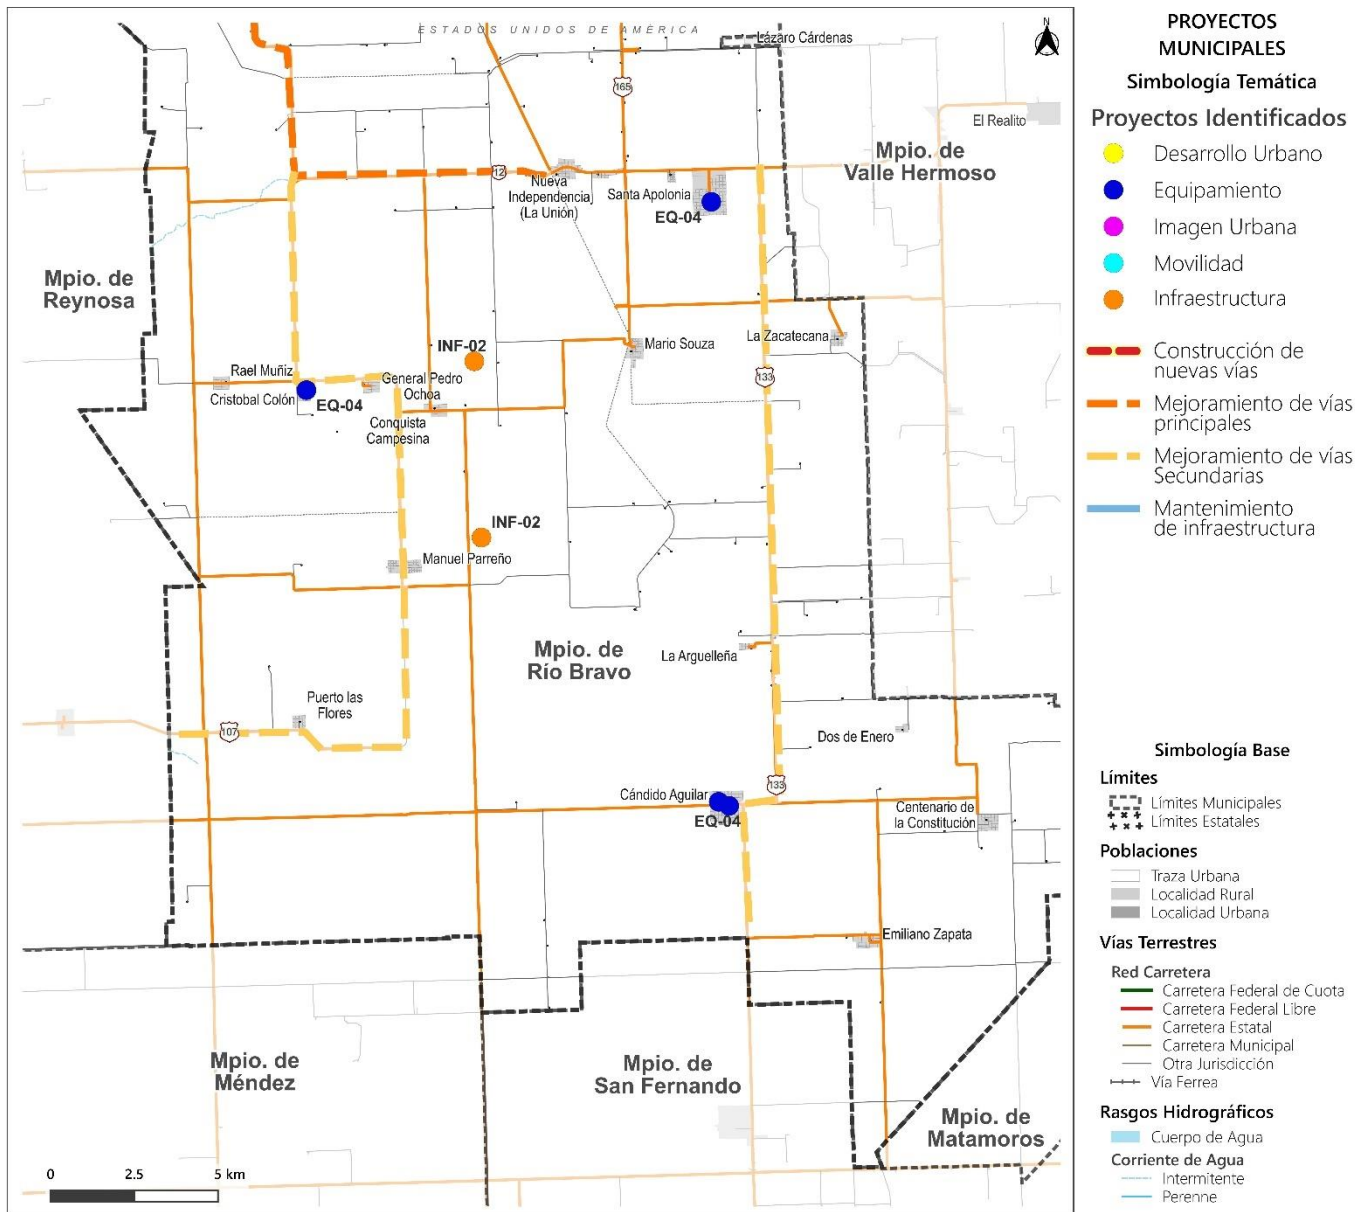 ESTADOS UNIDOS DE AMÉRICA
N
Lázaro Cárdenas
165
El Realito
Mpio. de
Valle Hermoso
12
Nueva
Independencia
(La Unión)
Santa Apolonia
EQ-04
Mpio. de
Reynosa
INF-02
Mario Souza
La Zacatecana
Rael Muñiz
General Pedro
Ochoa
Cristobal Colón
EQ-04
133
Conquista
Campesina
INF-02
Manuel Parreño
Mpio. de
Río Bravo
La Arguelleña
Puerto las
Flores
107
Dos de Enero
133
Cándido Aguilar
EQ-04
Centenario de
la Constitución
Emiliano Zapata
Mpio. de
Méndez
Mpio. de
San Fernando
Mpio. de
Matamoros
0 2.5 5 km
PROYECTOS
MUNICIPALES
Simbología Temática
Proyectos Identificados
Desarrollo Urbano
Equipamiento
Imagen Urbana
Movilidad
Infraestructura
Construcción de
nuevas vías
Mejoramiento de vías
principales
Mejoramiento de vías
Secundarias
Mantenimiento
de infraestructura
Simbología Base
Límites
Límites Municipales
Límites Estatales
Poblaciones
Traza Urbana
Localidad Rural
Localidad Urbana
Vías Terrestres
Red Carretera
Carretera Federal de Cuota
Carretera Federal Libre
Carretera Estatal
Carretera Municipal
Otra Jurisdicción
Vía Ferrea
Rasgos Hidrográficos
Cuerpo de Agua
Corriente de Agua
Intermitente
Perenne